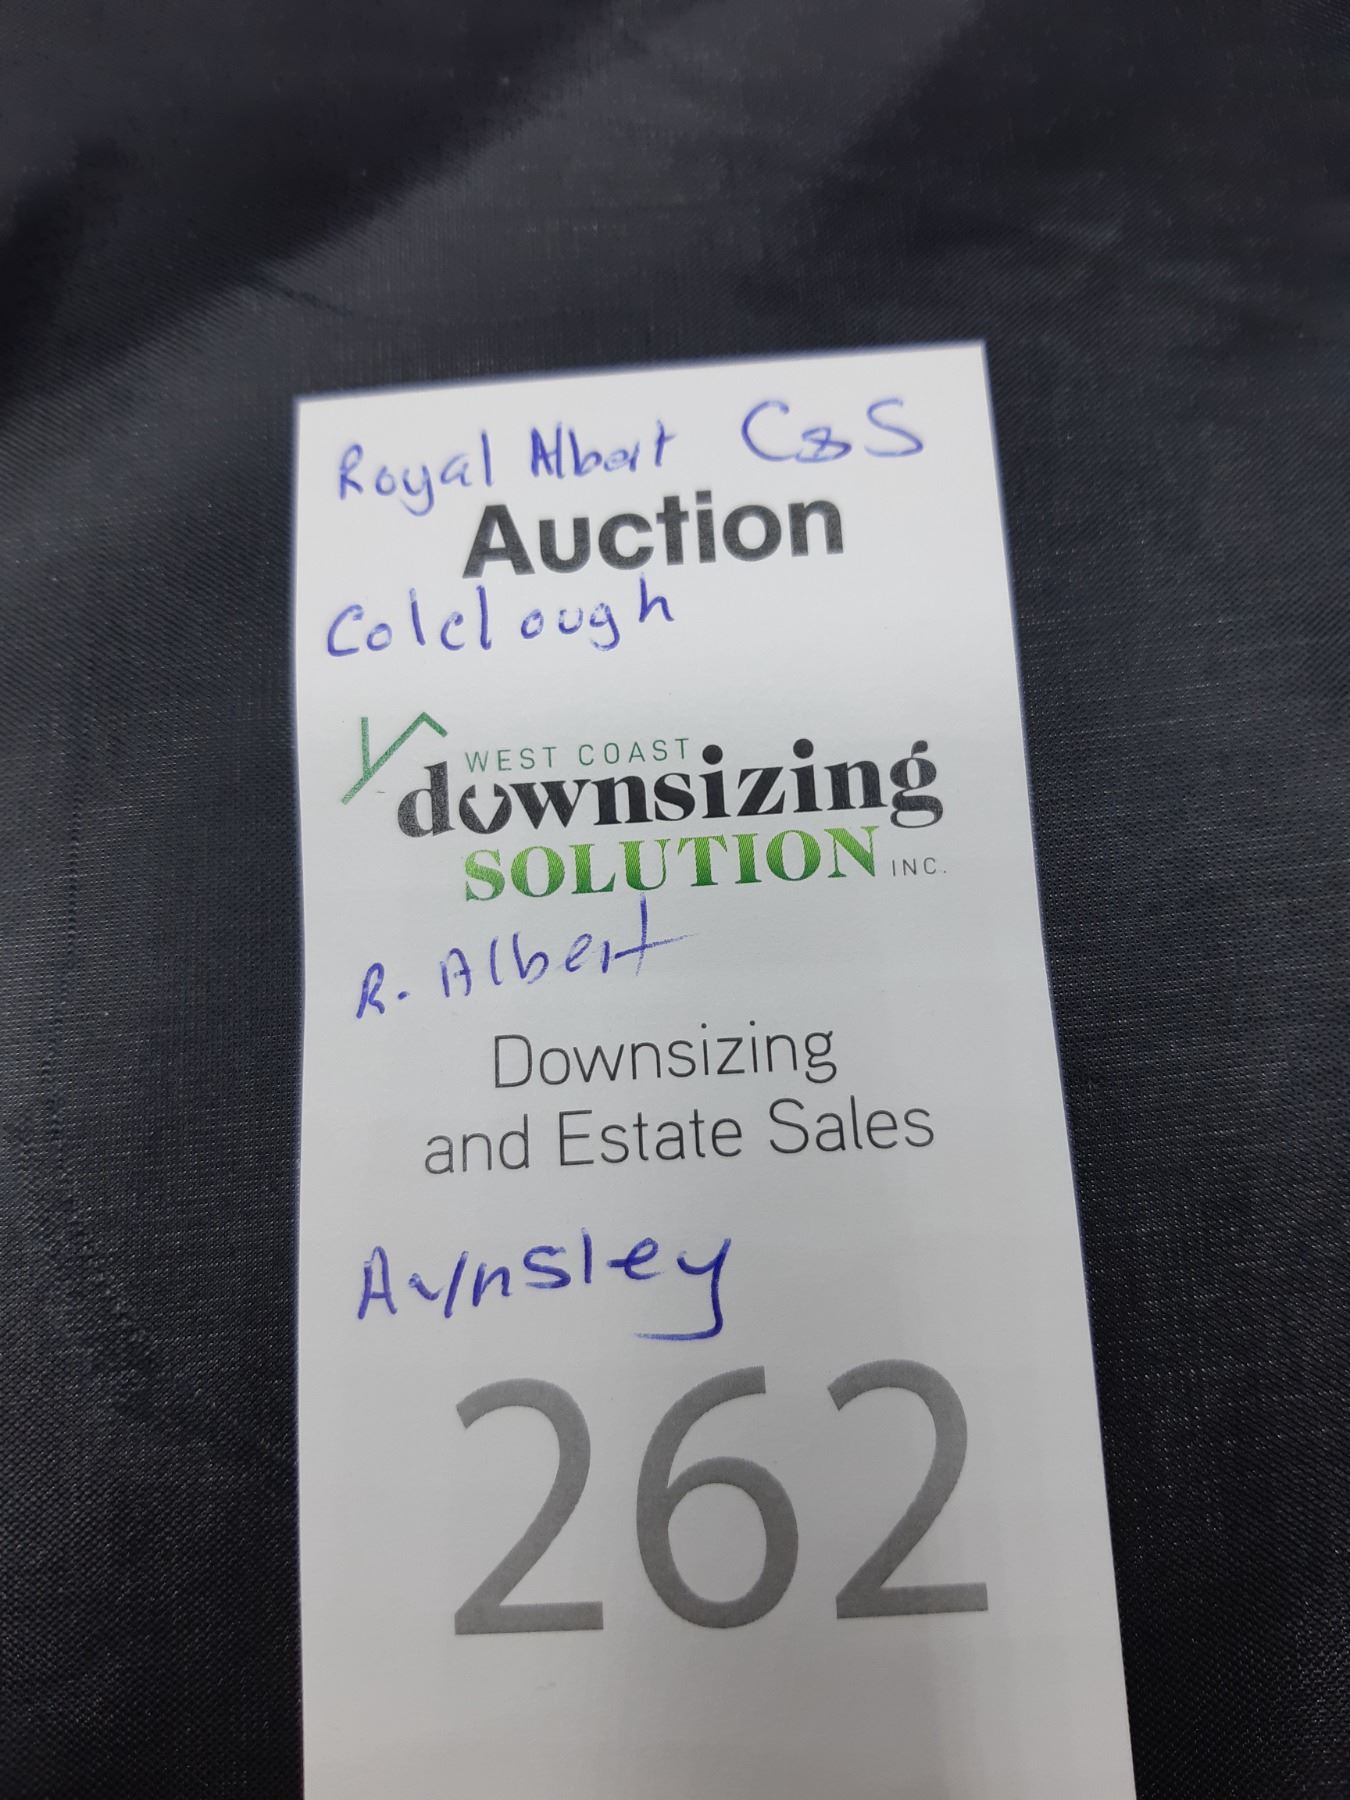 Royal Albert C&S
Auction
Colclough
WEST COAST
downsizing
SOLUTION INC.
R. Albert
Downsizing
and Estate Sales
Aynsley
262